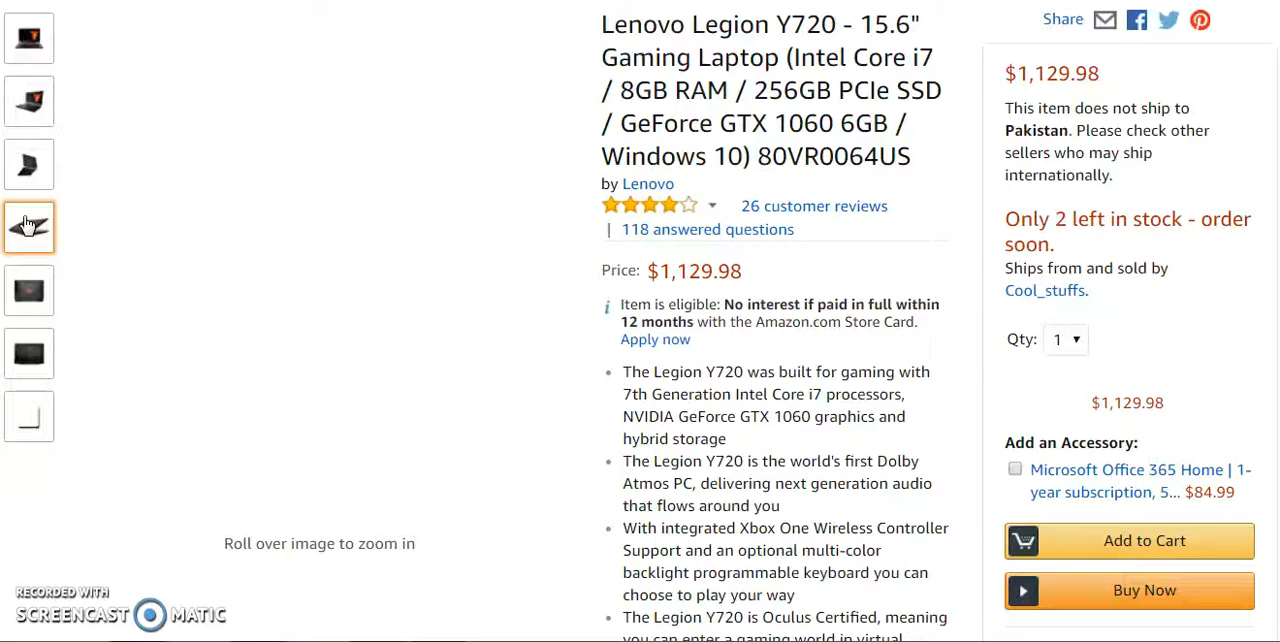 Lenovo Legion Y720 - 15.6"
Gaming Laptop (Intel Core i7
/ 8GB RAM / 256GB PCIe SSD
/ GeForce GTX 1060 6GB /
Windows 10) 80VR0064US
by Lenovo
26 customer reviews
| 118 answered questions
Price: $1,129.98
i Item is eligible: No interest if paid in full within
12 months with the Amazon.com Store Card.
Apply now
• The Legion Y720 was built for gaming with
7th Generation Intel Core i7 processors,
NVIDIA GeForce GTX 1060 graphics and
hybrid storage
• The Legion Y720 is the world's first Dolby
Atmos PC, delivering next generation audio
that flows around you
• With integrated Xbox One Wireless Controller
Support and an optional multi-color
backlight programmable keyboard you can
choose to play your way
• The Legion Y720 is Oculus Certified, meaning
you can enter a gaming world in virtual
Share
$1,129.98
This item does not ship to
Pakistan. Please check other
sellers who may ship
internationally.
Only 2 left in stock - order
soon.
Ships from and sold by
Cool_stuffs.
Qty: 1
$1,129.98
Add an Accessory:
Microsoft Office 365 Home | 1-
year subscription, 5... $84.99
Add to Cart
Buy Now
Roll over image to zoom in
RECORDED WITH
SCREENCAST MATIC